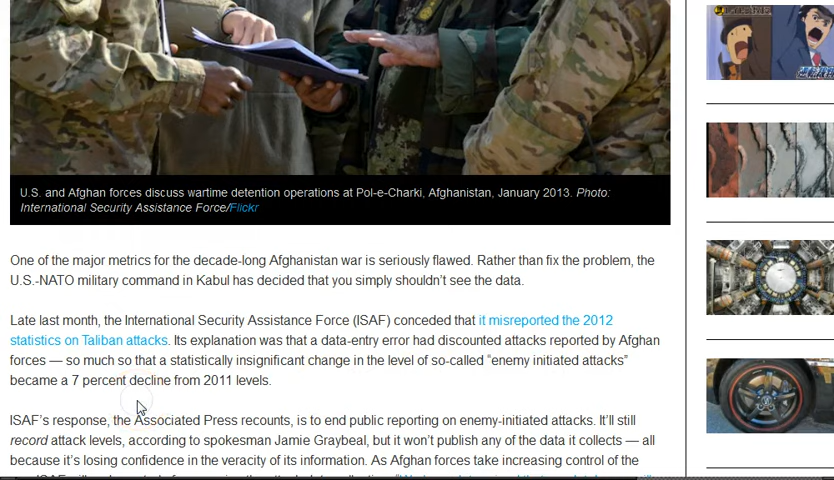 U.S. and Afghan forces discuss wartime detention operations at Pol-e-Charki, Afghanistan, January 2013. Photo:
International Security Assistance Force/Flickr
One of the major metrics for the decade-long Afghanistan war is seriously flawed. Rather than fix the problem, the
U.S.-NATO military command in Kabul has decided that you simply shouldn't see the data.
Late last month, the International Security Assistance Force (ISAF) conceded that it misreported the 2012
statistics on Taliban attacks. Its explanation was that a data-entry error had discounted attacks reported by Afghan
forces — so much so that a statistically insignificant change in the level of so-called "enemy initiated attacks"
became a 7 percent decline from 2011 levels.
ISAF's response, the Associated Press recounts, is to end public reporting on enemy-initiated attacks. It'll still
record attack levels, according to spokesman Jamie Graybeal, but it won't publish any of the data it collects — all
because it's losing confidence in the veracity of its information. As Afghan forces take increasing control of the